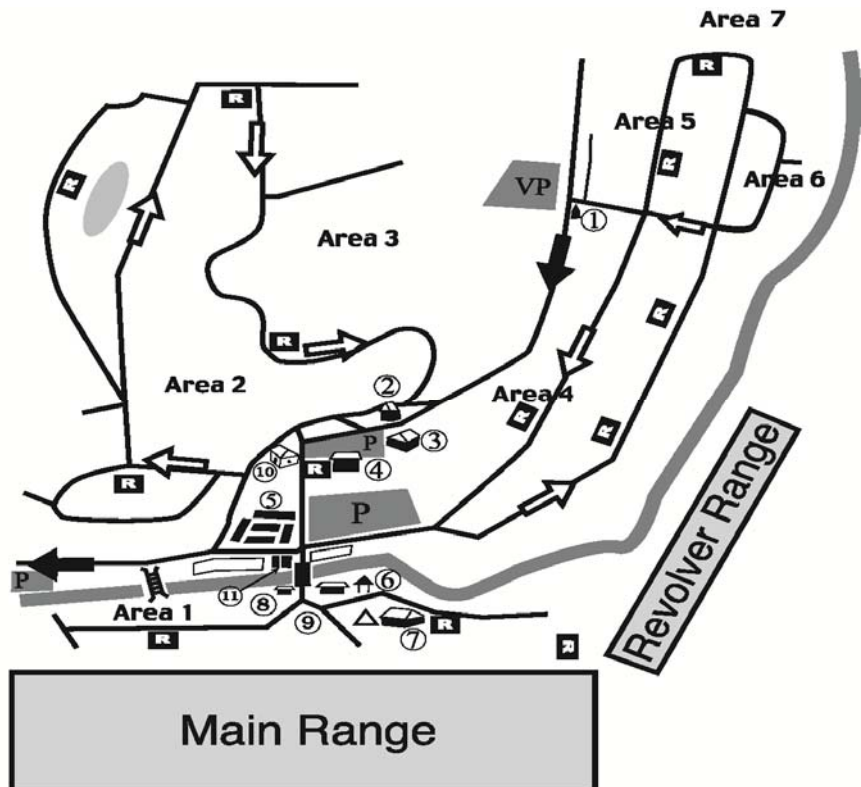 Area 7
R
R
Area 5
R
R
VP
Area 6
①
Area 3
R
R
Area 2
②
Area 4
R
R
P
③
⑩
R
④
R
⑤
P
P
⑪
⑧
⑥
Area 1
⑨
R
⑦
R
R
Revolver Range
Main Range